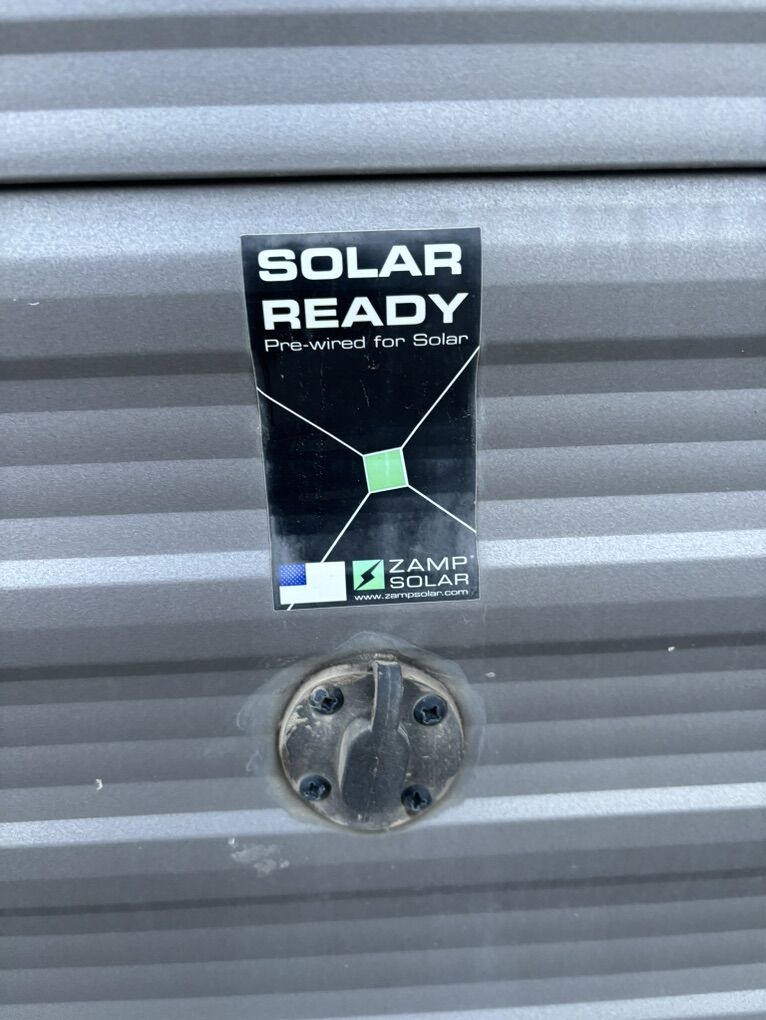 SOLAR
READY
Pre-wired for Solar
ZAMP®
SOLAR
www.zampsolar.com